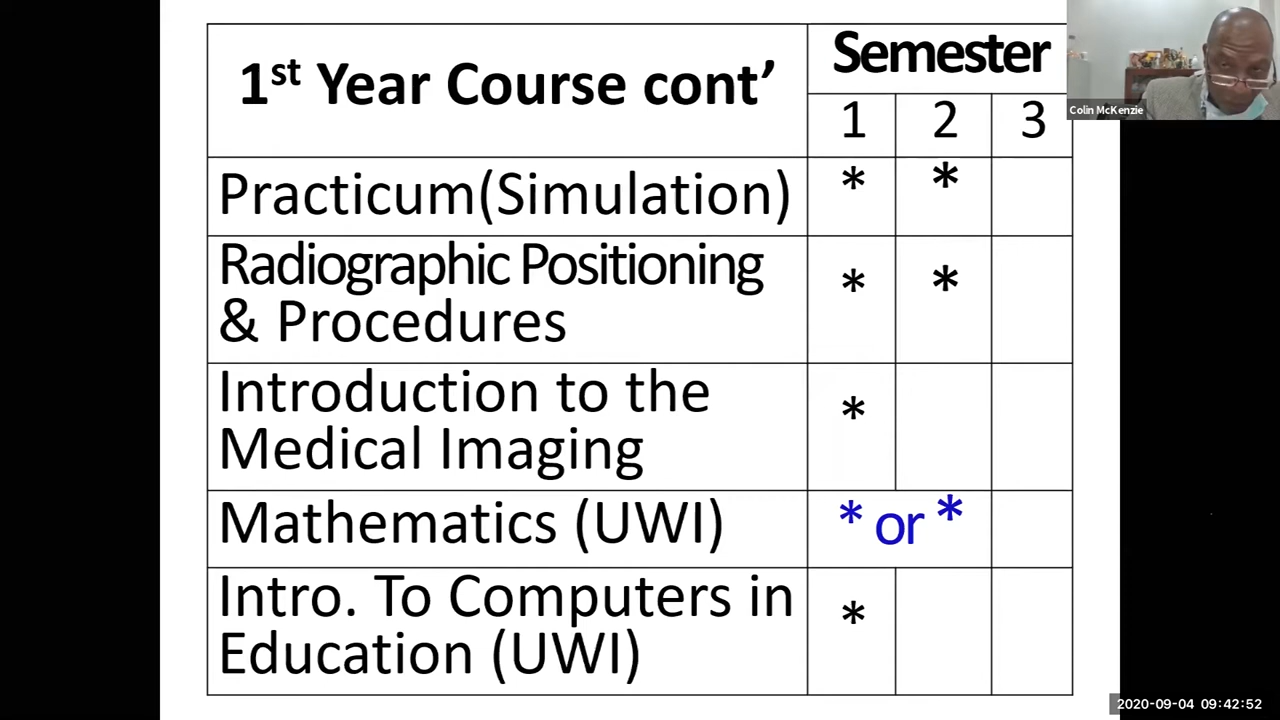 1st Year Course cont’
Semester
1 2 3
Practicum(Simulation) * *
Radiographic Positioning
& Procedures * *
Introduction to the
Medical Imaging *
Mathematics (UWI) * or *
Intro. To Computers in
Education (UWI) *
Colin McKenzie
2020-09-04 09:42:52